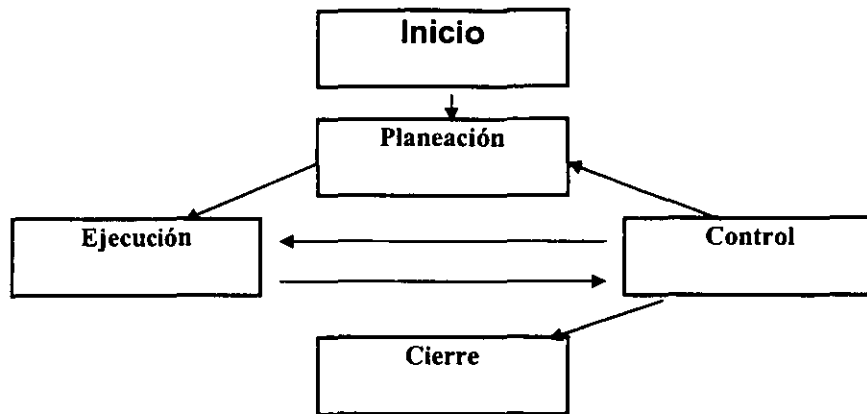 Inicio
Planeación
Ejecución
Control
Cierre